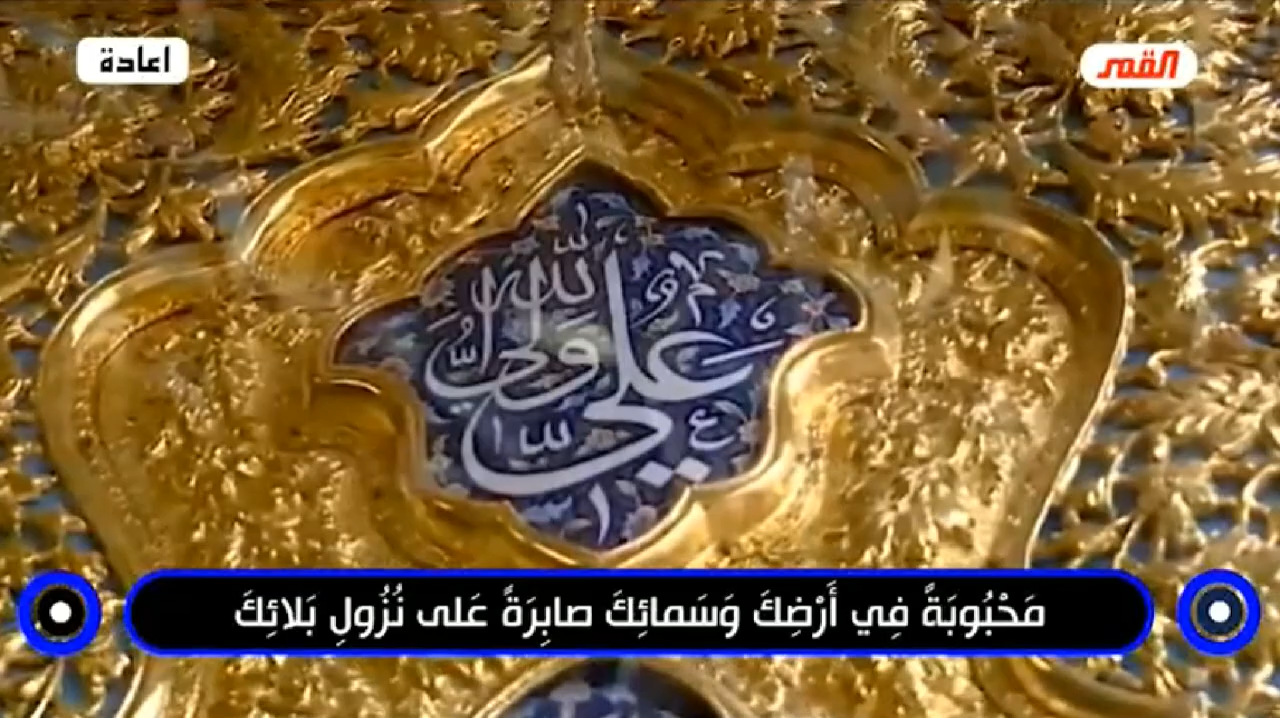 اعادة
القمر
علي ولي الله
مَحْبُوبَةً فِي أَرْضِكَ وَسَمائِكَ صابِرَةً عَلى نُزُولِ بَلائِكَ